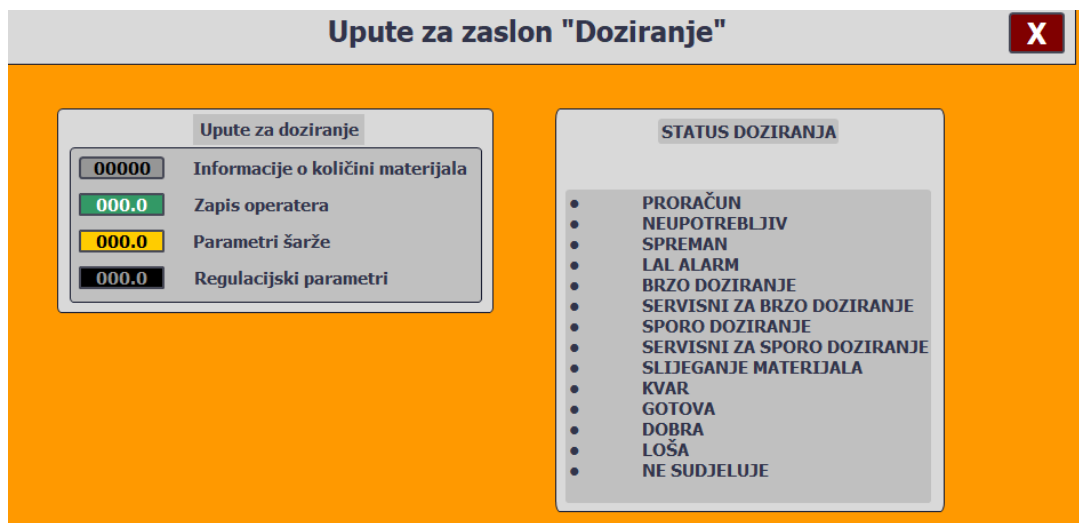 Upute za zaslon "Doziranje"
X
Upute za doziranje
00000 Informacije o količini materijala
000.0 Zapis operatera
000.0 Parametri šarže
000.0 Regulacijski parametri
STATUS DOZIRANJA
● PRORAČUN
● NEUPOTREBLJIV
● SPREMAN
● LAL ALARM
● BRZO DOZIRANJE
● SERVISNI ZA BRZO DOZIRANJE
● SPORO DOZIRANJE
● SERVISNI ZA SPORO DOZIRANJE
● SLIJEGANJE MATERIJALA
● KVAR
● GOTOVA
● DOBRA
● LOŠA
● NE SUDJELUJE